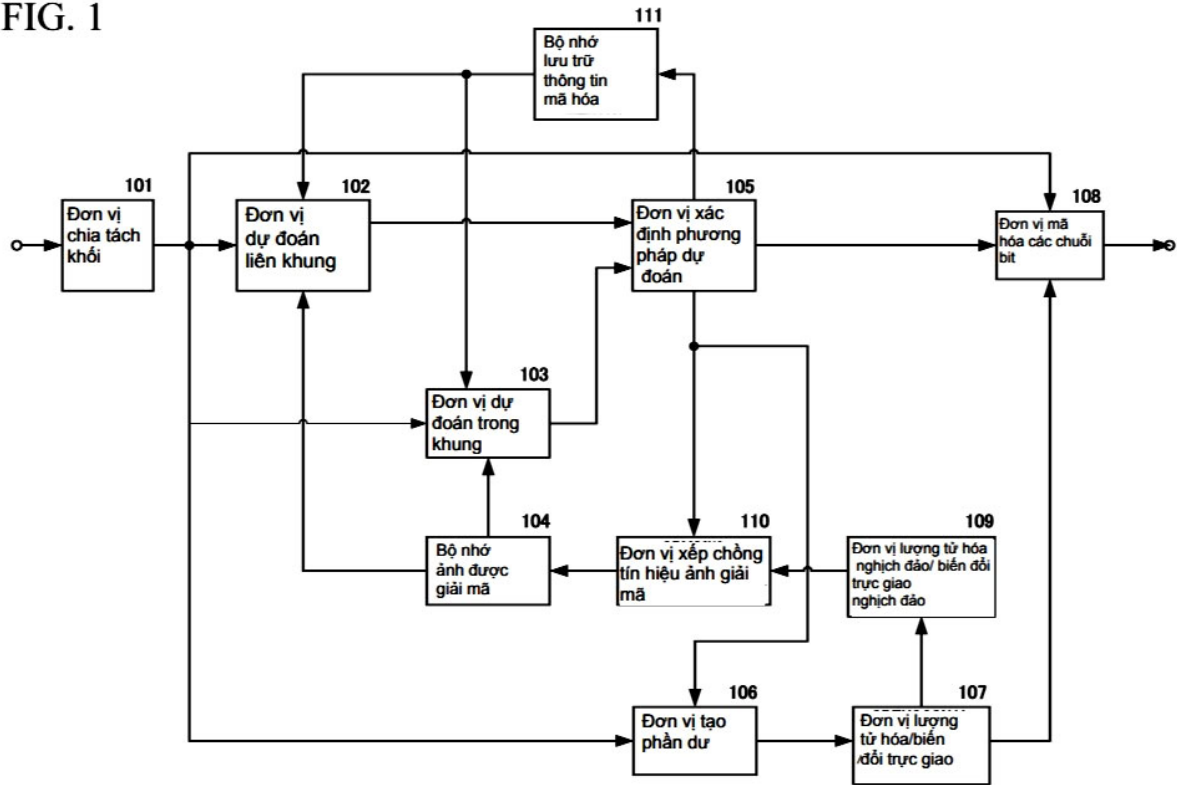 FIG. 1
111
Bộ nhớ
lưu trữ
thông tin
mã hóa
101
Đơn vị
chia tách
khối
102
Đơn vị
dự đoán
liên khung
105
Đơn vị xác
định phương
pháp dự
đoán
108
Đơn vị mã
hóa các chuỗi
bit
103
Đơn vị dự
đoán trong
khung
104
Bộ nhớ
ảnh được
giải mã
110
Đơn vị xếp chồng
tín hiệu ảnh giải
mã
109
Đơn vị lượng tử hóa
nghịch đảo/ biến đổi
trực giao
nghịch đảo
106
Đơn vị tạo
phần dư
107
Đơn vị lượng
tử hóa/biến
/đổi trực giao